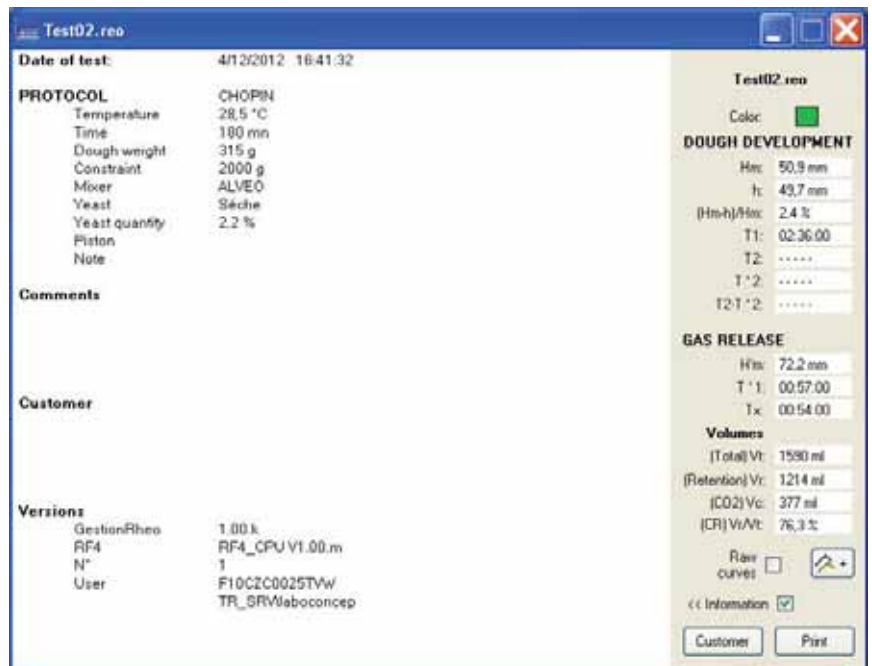 Test02.reo
Date of test: 4/12/2012 16:41:32
PROTOCOL CHOPIN
Temperature 28,5 °C
Time 180 mn
Dough weight 315 g
Constraint 2000 g
Mixer ALVEO
Yeast Séche
Yeast quantity 2.2 %
Piston
Note
Comments
Customer
Versions
GestionRheo 1.00.k
RF4 RF4_CPU V1.00.m
N° 1
User F10CZC0025TVW
TR_SRV\laboconcep
Test02.reo
Color:
DOUGH DEVELOPMENT
Hm: 50,9 mm
h: 49,7 mm
(Hm-h)/Hm: 2.4 %
T1: 02:36:00
T2: -----
T'2: -----
T2-T'2: -----
GAS RELEASE
H'm: 72,2 mm
T'1: 00:57:00
Tx: 00:54:00
Volumes
(Total) Vt: 1590 ml
(Retention) Vr: 1214 ml
(CO2) Vc: 377 ml
(CR) Vr/Vt: 76,3 %
Raw
curves
<< Information
Customer Print